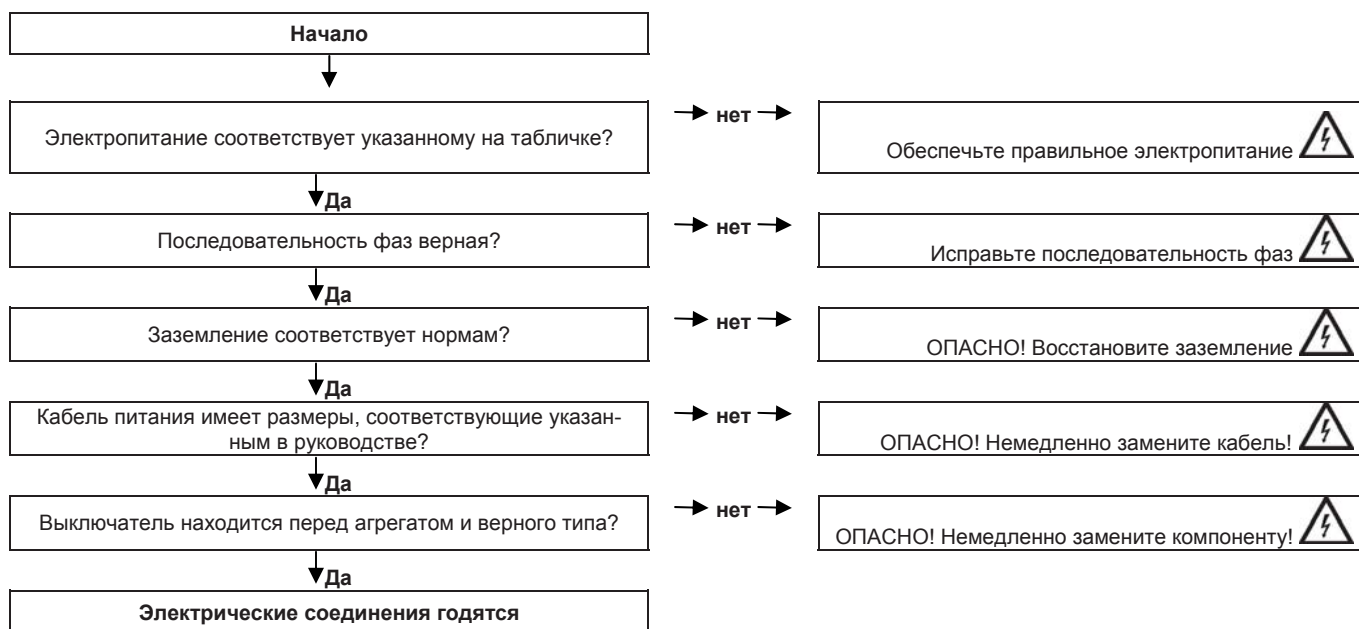 Начало
Электропитание соответствует указанному на табличке?
нет
Обеспечьте правильное электропитание
Да
Последовательность фаз верная?
нет
Исправьте последовательность фаз
Да
Заземление соответствует нормам?
нет
ОПАСНО! Восстановите заземление
Да
Кабель питания имеет размеры, соответствующие указан-
ным в руководстве?
нет
ОПАСНО! Немедленно замените кабель!
Да
Выключатель находится перед агрегатом и верного типа?
нет
ОПАСНО! Немедленно замените компоненту!
Да
Электрические соединения годятся